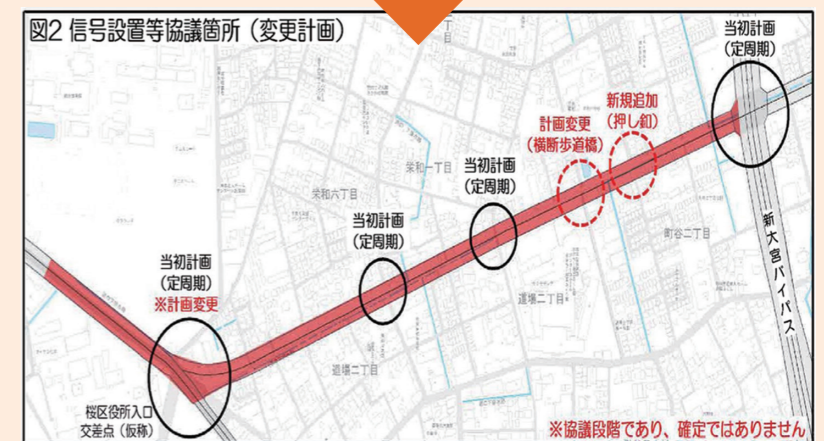 図2 信号設置等協議箇所（変更計画）
当初計画
（定周期）
新規追加
（押し釦）
計画変更
（横断歩道橋）
当初計画
（定周期）
当初計画
（定周期）
当初計画
（定周期）
※計画変更
栄和一丁目
栄和六丁目
町谷二丁目
道場二丁目
道場二丁目
新大宮バイパス
桜区役所入口
交差点（仮称）
※協議段階であり、確定ではありません